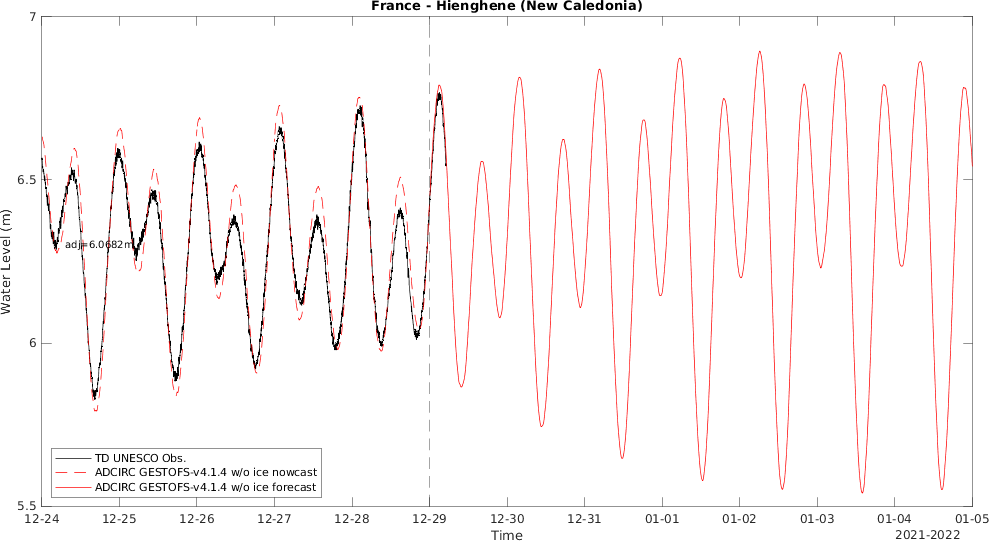 France - Hienghene (New Caledonia)
7
6.5
6
5.5
Water Level (m)
adj=6.0682m
TD UNESCO Obs.
ADCIRC GESTOFS-v4.1.4 w/o ice nowcast
ADCIRC GESTOFS-v4.1.4 w/o ice forecast
12-24 12-25 12-26 12-27 12-28 12-29 12-30 12-31 01-01 01-02 01-03 01-04 01-05
Time
2021-2022